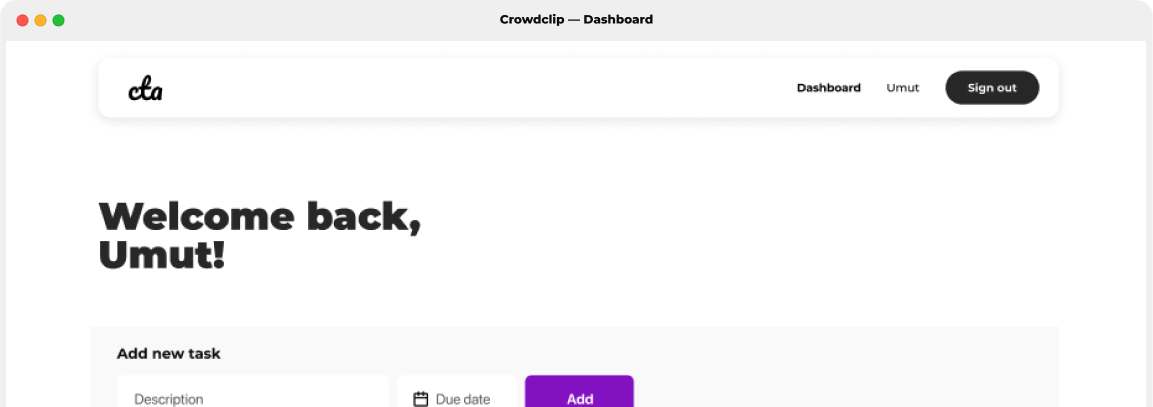 Crowdclip — Dashboard
cta
Dashboard Umut Sign out
Welcome back,
Umut!
Add new task
Description Due date Add